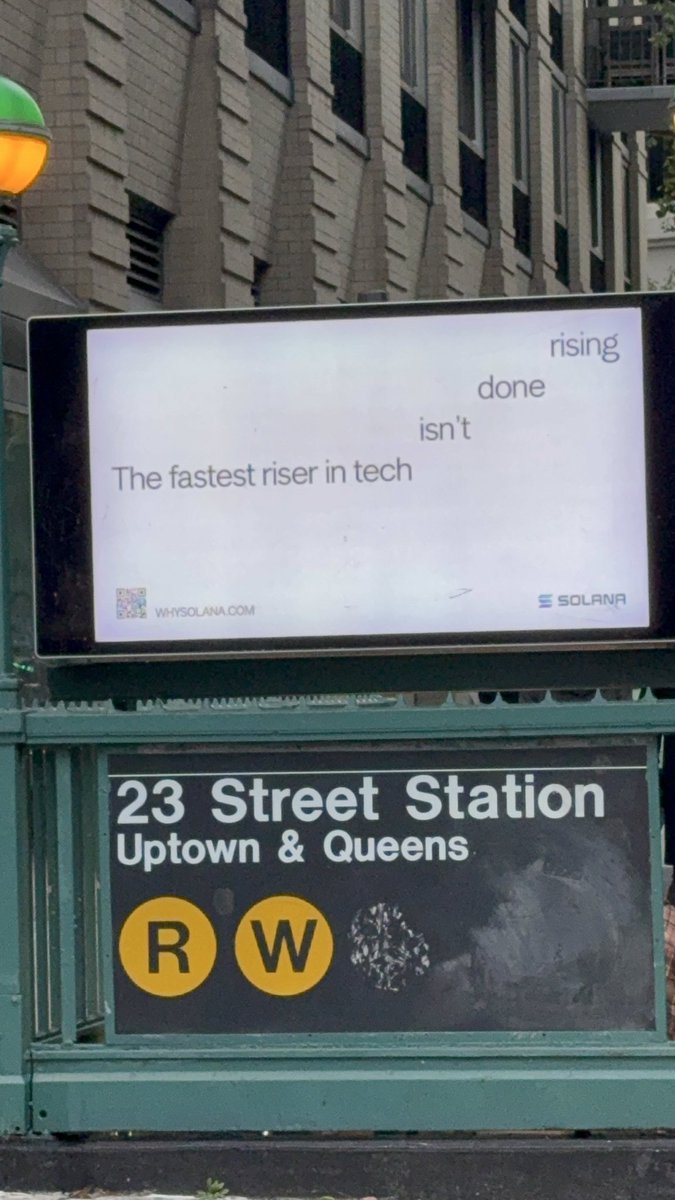 The fastest riser in tech
isn't
done
rising
WHYSOLANA.COM
SOLANA
23 Street Station
Uptown & Queens
R W